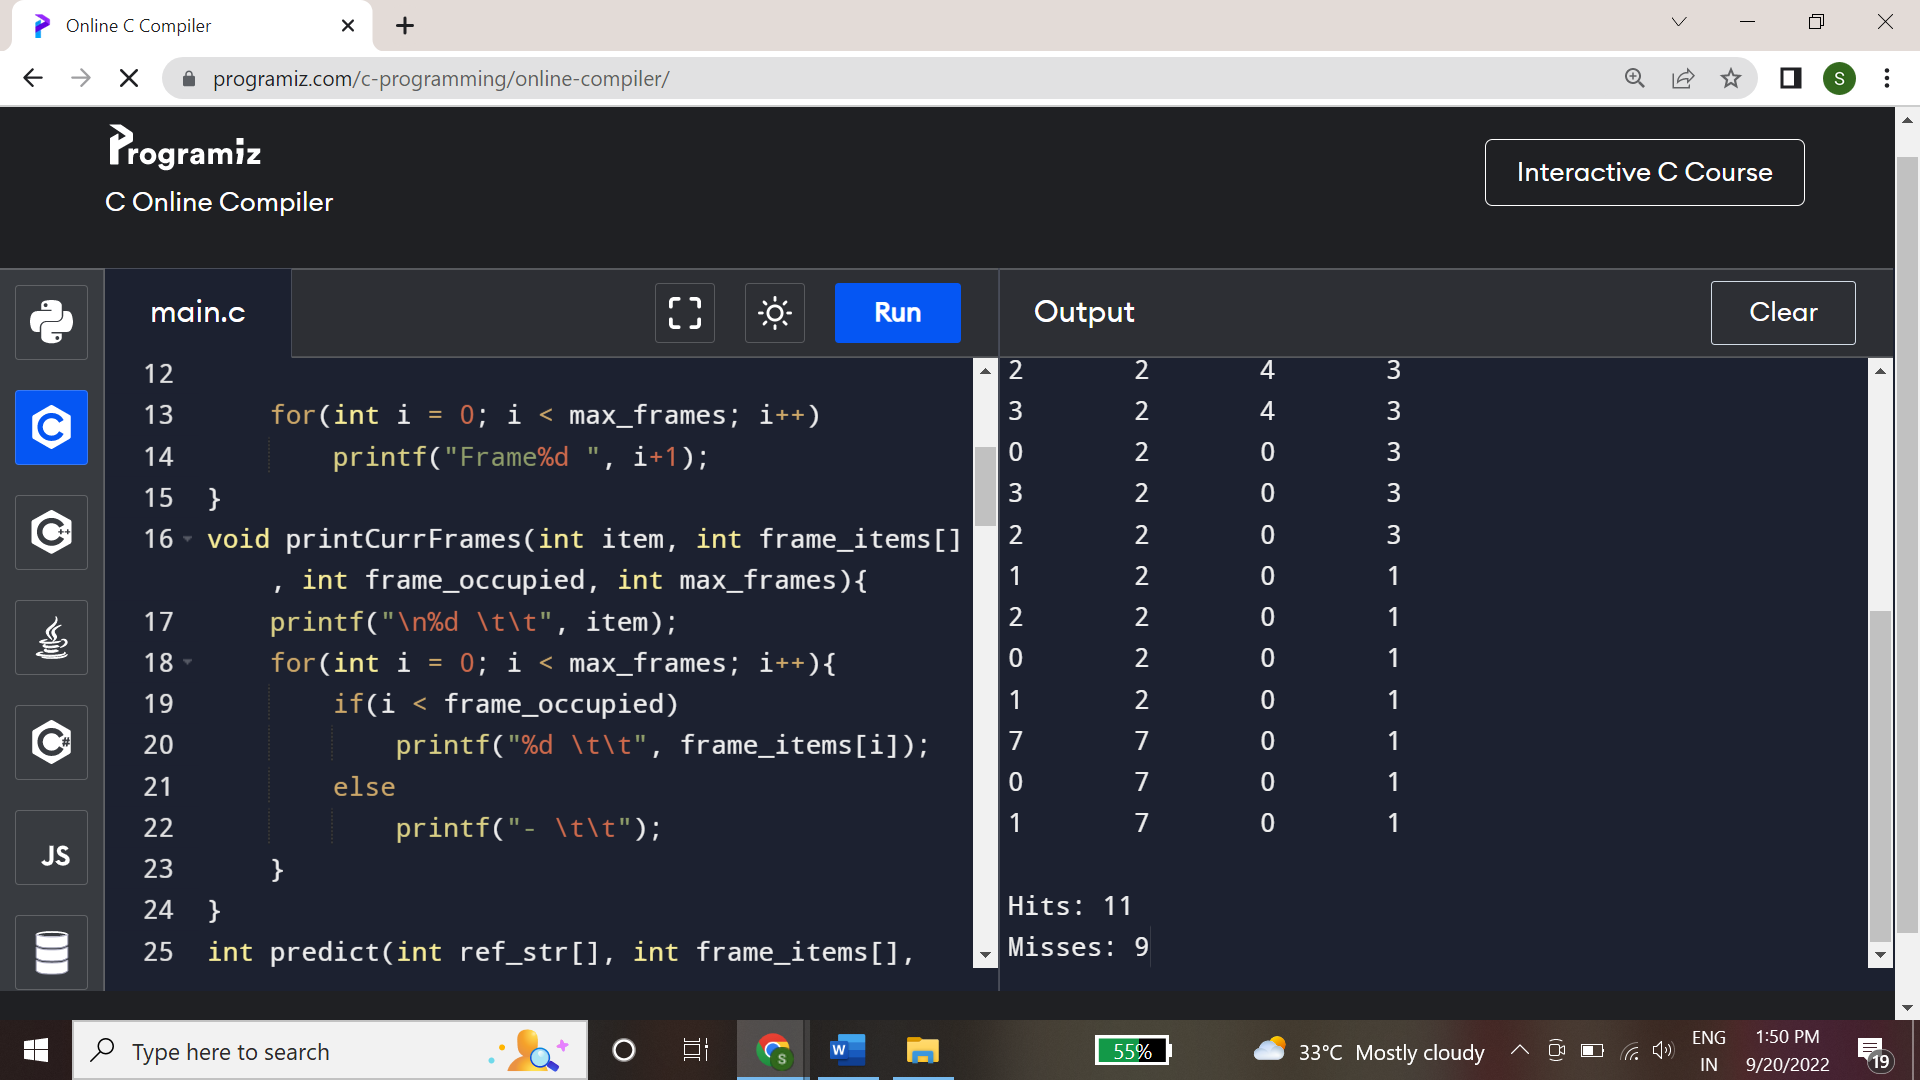 Online C Compiler
programiz.com/c-programming/online-compiler/
S
Programiz
C Online Compiler
Interactive C Course
main.c
Run
Output
Clear
12
13 for(int i = 0; i < max_frames; i++)
14 printf("Frame%d ", i+1);
15 }
16 void printCurrFrames(int item, int frame_items[]
, int frame_occupied, int max_frames){
17 printf("\n%d \t\t", item);
18 for(int i = 0; i < max_frames; i++){
19 if(i < frame_occupied)
20 printf("%d \t\t", frame_items[i]);
21 else
22 printf("- \t\t");
23 }
24 }
25 int predict(int ref_str[], int frame_items[],
2 2 4 3
3 2 4 3
0 2 0 3
3 2 0 3
2 2 0 3
1 2 0 1
2 2 0 1
0 2 0 1
1 2 0 1
7 7 0 1
0 7 0 1
1 7 0 1
Hits: 11
Misses: 9
C
C++
C#
JS
Type here to search
S
W
55%
33°C Mostly cloudy
ENG
IN
1:50 PM
9/20/2022
19